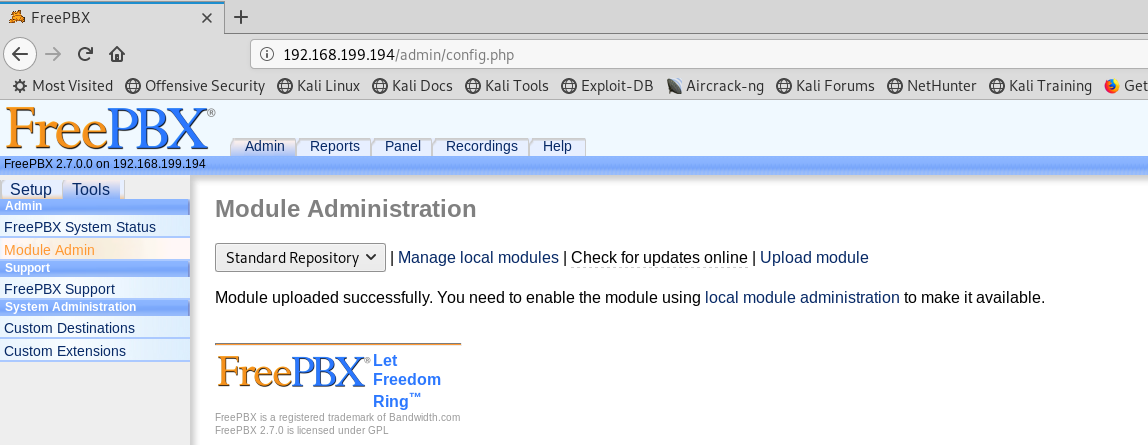 FreePBX
192.168.199.194/admin/config.php
Most Visited Offensive Security Kali Linux Kali Docs Kali Tools Exploit-DB Aircrack-ng Kali Forums NetHunter Kali Training Get
FreePBX®
Admin Reports Panel Recordings Help
FreePBX 2.7.0.0 on 192.168.199.194
Setup Tools
Admin
FreePBX System Status
Module Admin
Support
FreePBX Support
System Administration
Custom Destinations
Custom Extensions
Module Administration
Standard Repository | Manage local modules | Check for updates online | Upload module
Module uploaded successfully. You need to enable the module using local module administration to make it available.
FreePBX® Let
Freedom
Ring™
FreePBX is a registered trademark of Bandwidth.com
FreePBX 2.7.0 is licensed under GPL